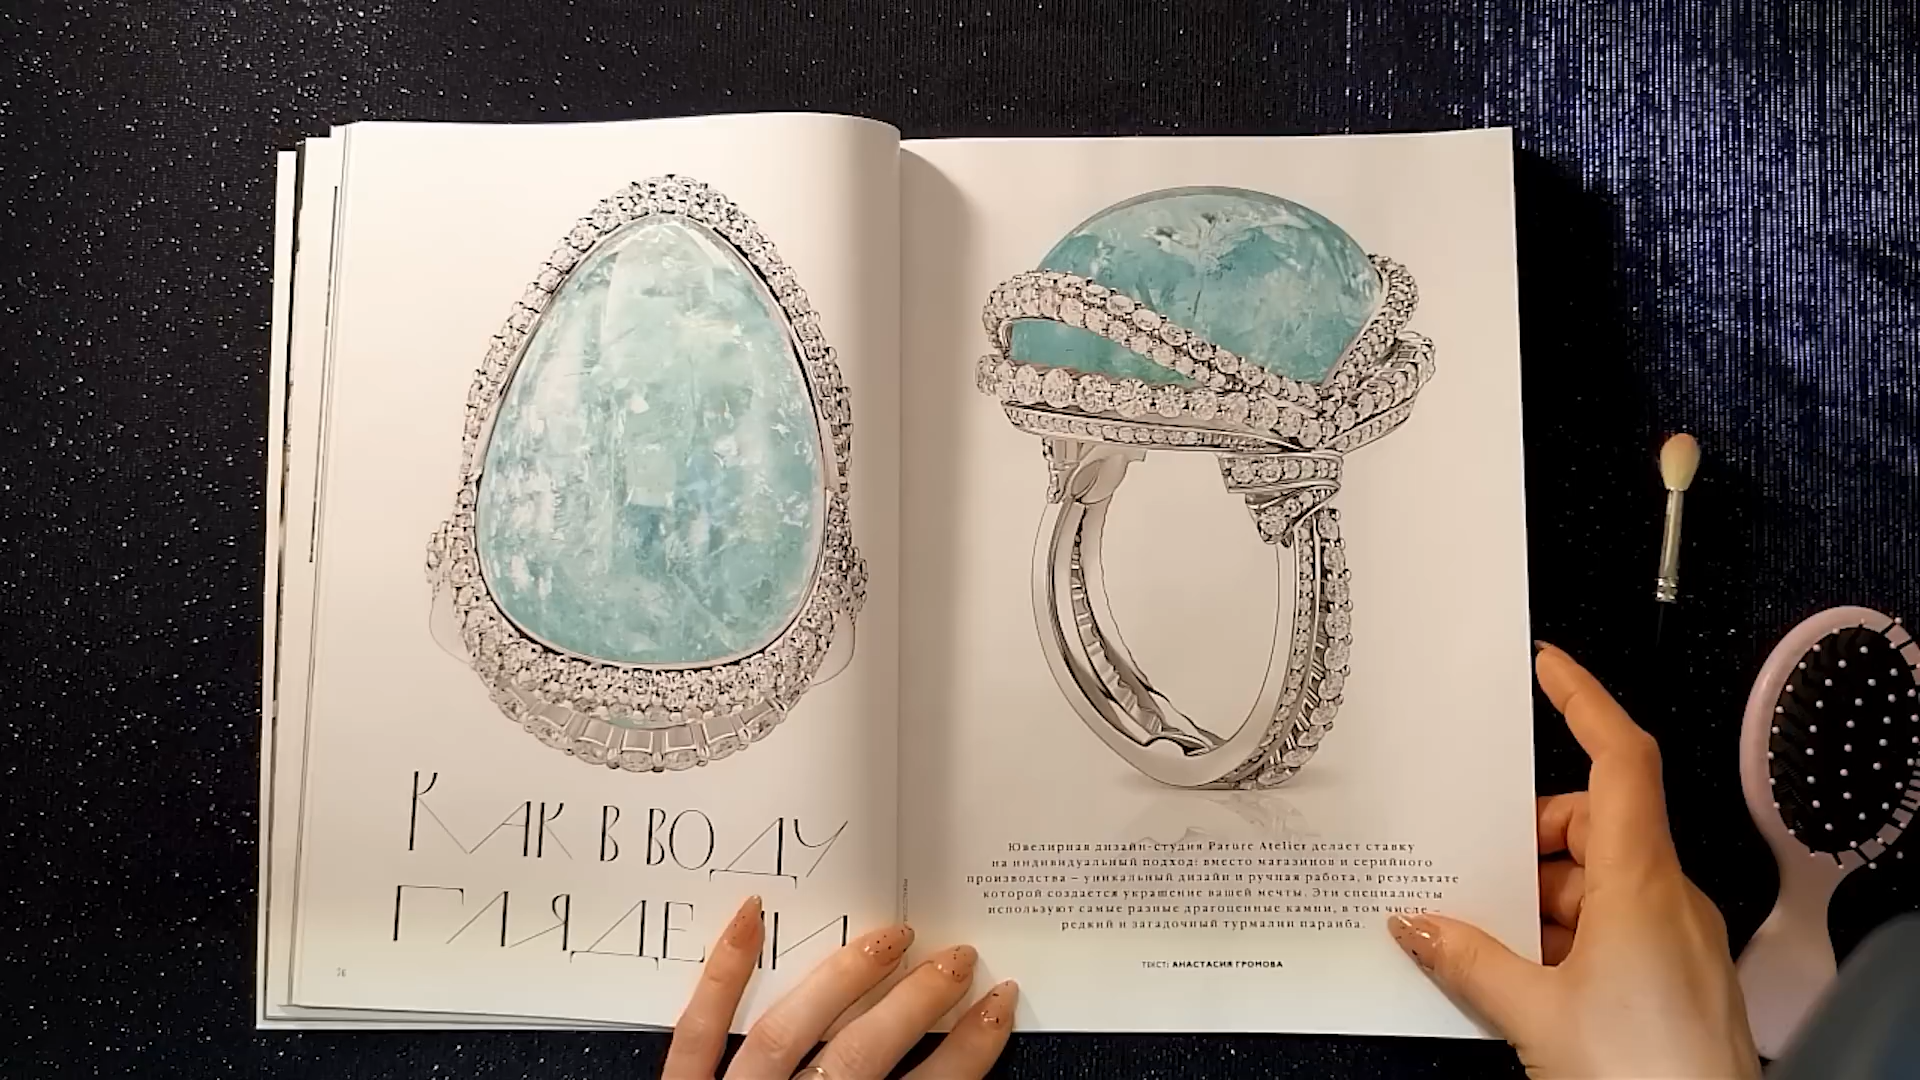 КАК В ВОДУ
26
Ювелирная дизайн-студия Parure Atelier делает ставку
на индивидуальный подход: вместо магазинов и серийного
производства – уникальный дизайн и ручная работа, в результате
которой создается украшение вашей мечты. Эти специалисты
используют самые разные драгоценные камни, в том числе –
редкий и загадочный турмалин параиба.
ТЕКСТ: АНАСТАСИЯ ГРОМОВА